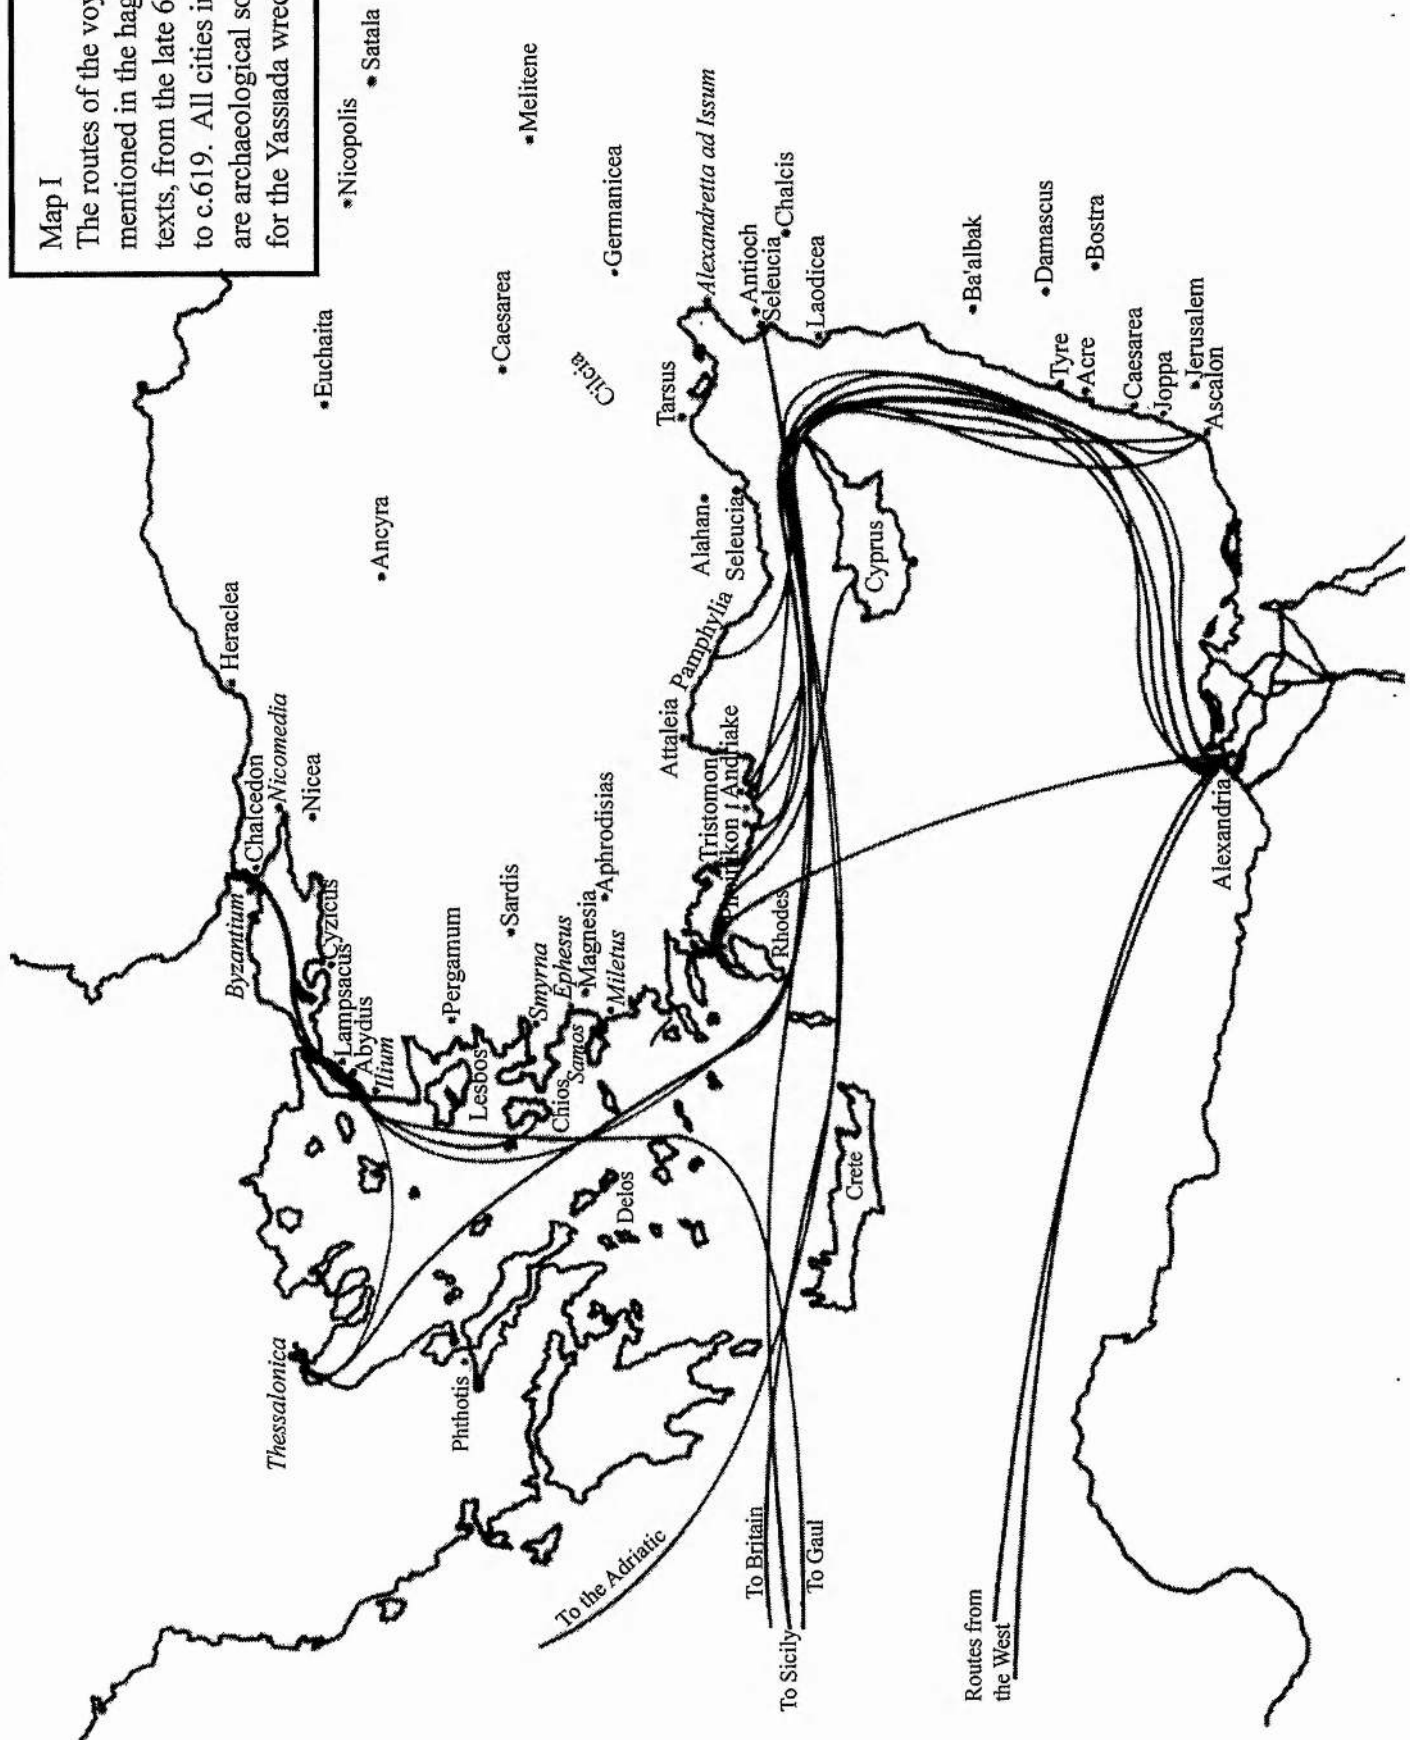 Map I
The routes of the voy
mentioned in the hag
texts, from the late 6
to c.619. All cities in
are archaeological so
for the Yassiada wrec
Satala
Nicopolis
Melitene
Euchaita
Caesarea
Germanicea
Cilcia
Alexandretta ad Issum
Antioch
Seleucia
Chalcis
Laodicea
Tarsus
Ancyra
Alahan
Seleucia
Pamphylia
Attaleia
Cyprus
Ba'albak
Damascus
Bostra
Tyre
Acre
Caesarea
Joppa
Jerusalem
Ascalon
Heraclea
Chalcedon
Nicomedia
Nicea
Byzantium
Cyzicus
Lampsacus
Abydus
Ilium
Pergamum
Sardis
Lesbos
Smyrna
Ephesus
Chios
Samos
Magnesia
Miletus
Aphrodisias
Tristomon
Andriake
Rhodes
Alexandria
Thessalonica
Phthotis
Delos
Crete
To the Adriatic
To Britain
To Sicily
To Gaul
Routes from
the West